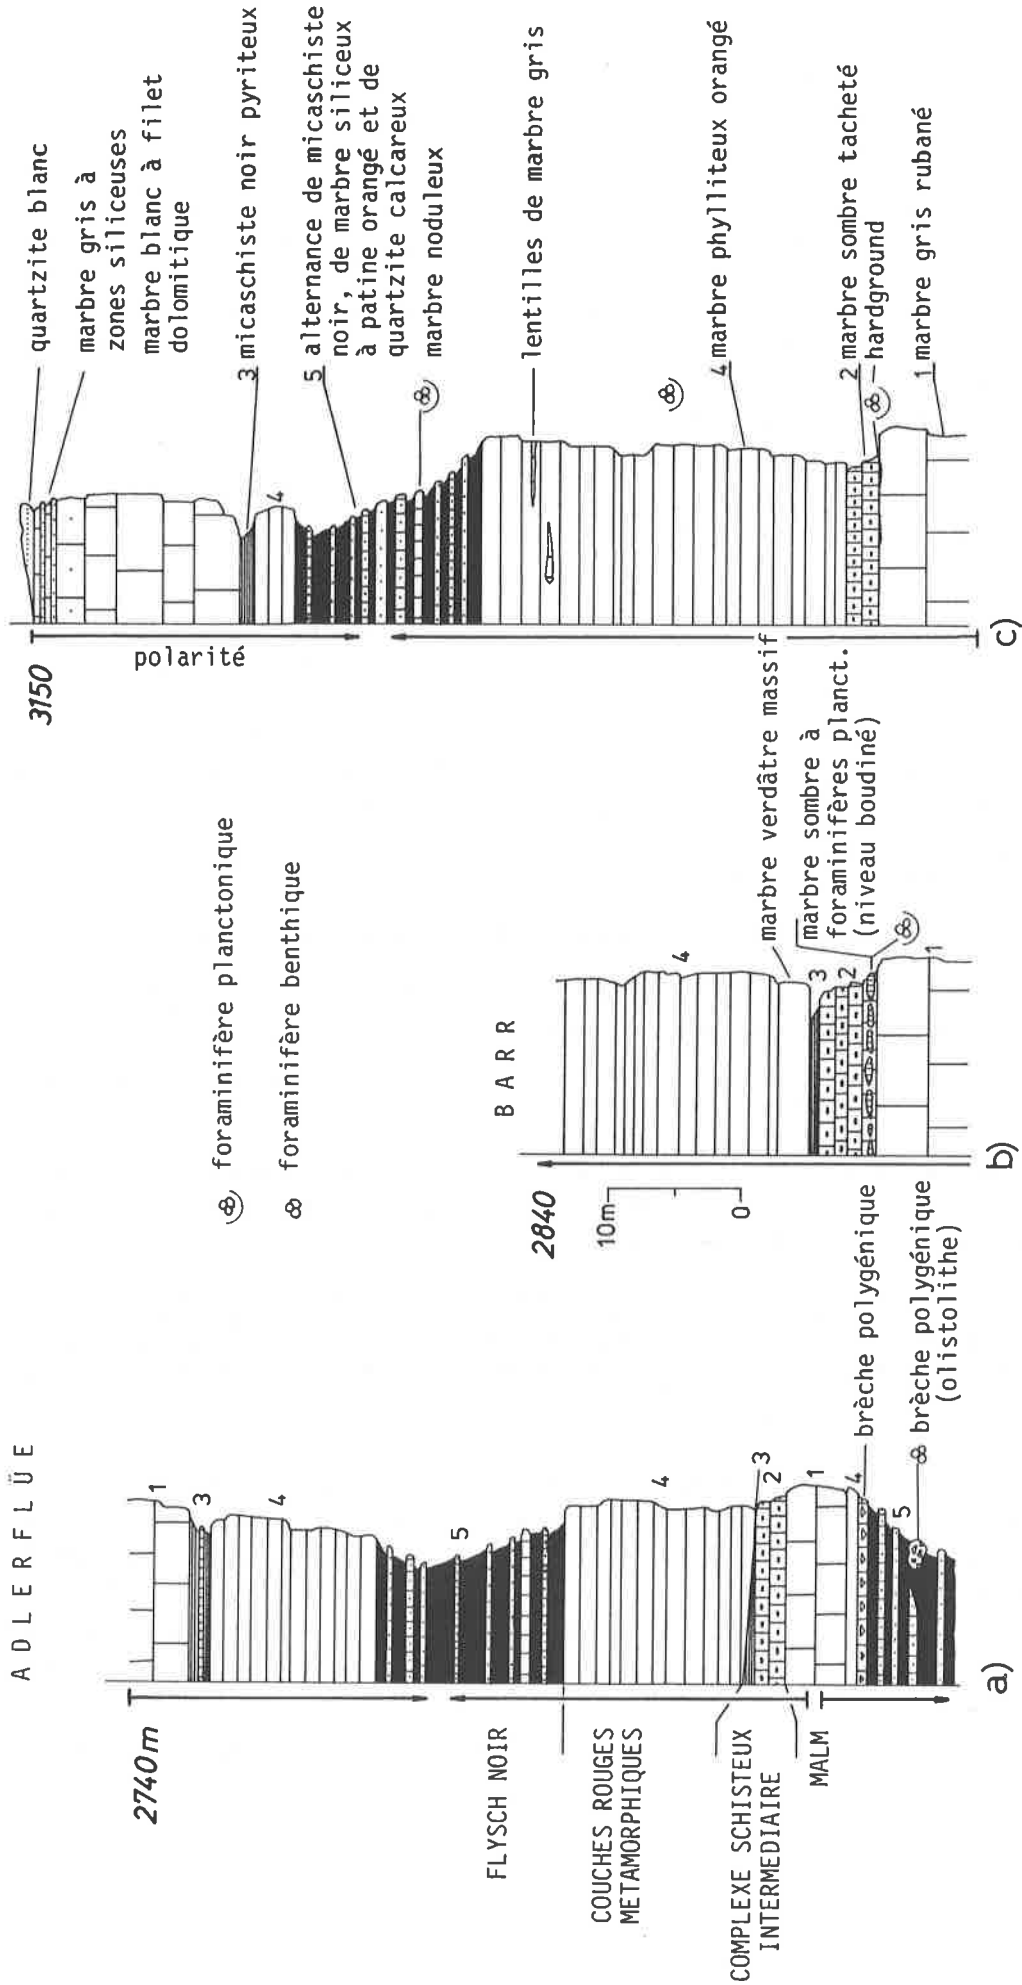 ADLERFLÜE
2740m
1
3
4
5
4
3
2
1
4
brèche polygénique
5
brèche polygénique
(olistolithe)
FLYSCH NOIR
COUCHES ROUGES
METAMORPHIQUES
COMPLEXE SCHISTEUX
INTERMEDIAIRE
MALM
a)
foraminifère planctonique
foraminifère benthique
BARR
2840
10m
0
4
marbre verdâtre massif
3
2
marbre sombre à
foraminifères planct.
(niveau boudiné)
1
b)
3150
polarité
quartzite blanc
marbre gris à
zones siliceuses
marbre blanc à filet
dolomitique
3 micaschiste noir pyriteux
4
5 alternance de micaschiste
noir, de marbre siliceux
à patine orangé et de
quartzite calcareux
marbre noduleux
lentilles de marbre gris
4 marbre phylliteux orangé
2 marbre sombre tacheté
hardground
1 marbre gris rubané
c)